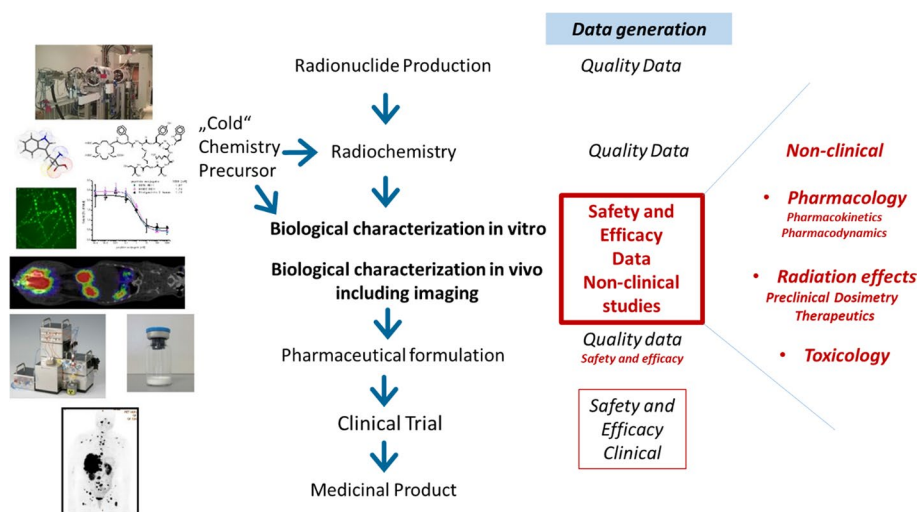 Data generation
Radionuclide Production
Quality Data
„Cold“
Chemistry
Precursor
Radiochemistry
Quality Data
Biological characterization in vitro
Biological characterization in vivo
including imaging
Safety and
Efficacy
Data
Non-clinical
studies
Pharmaceutical formulation
Quality data
Safety and efficacy
Clinical Trial
Safety and
Efficacy
Clinical
Medicinal Product
Non-clinical
• Pharmacology
Pharmacokinetics
Pharmacodynamics
• Radiation effects
Preclinical Dosimetry
Therapeutics
• Toxicology